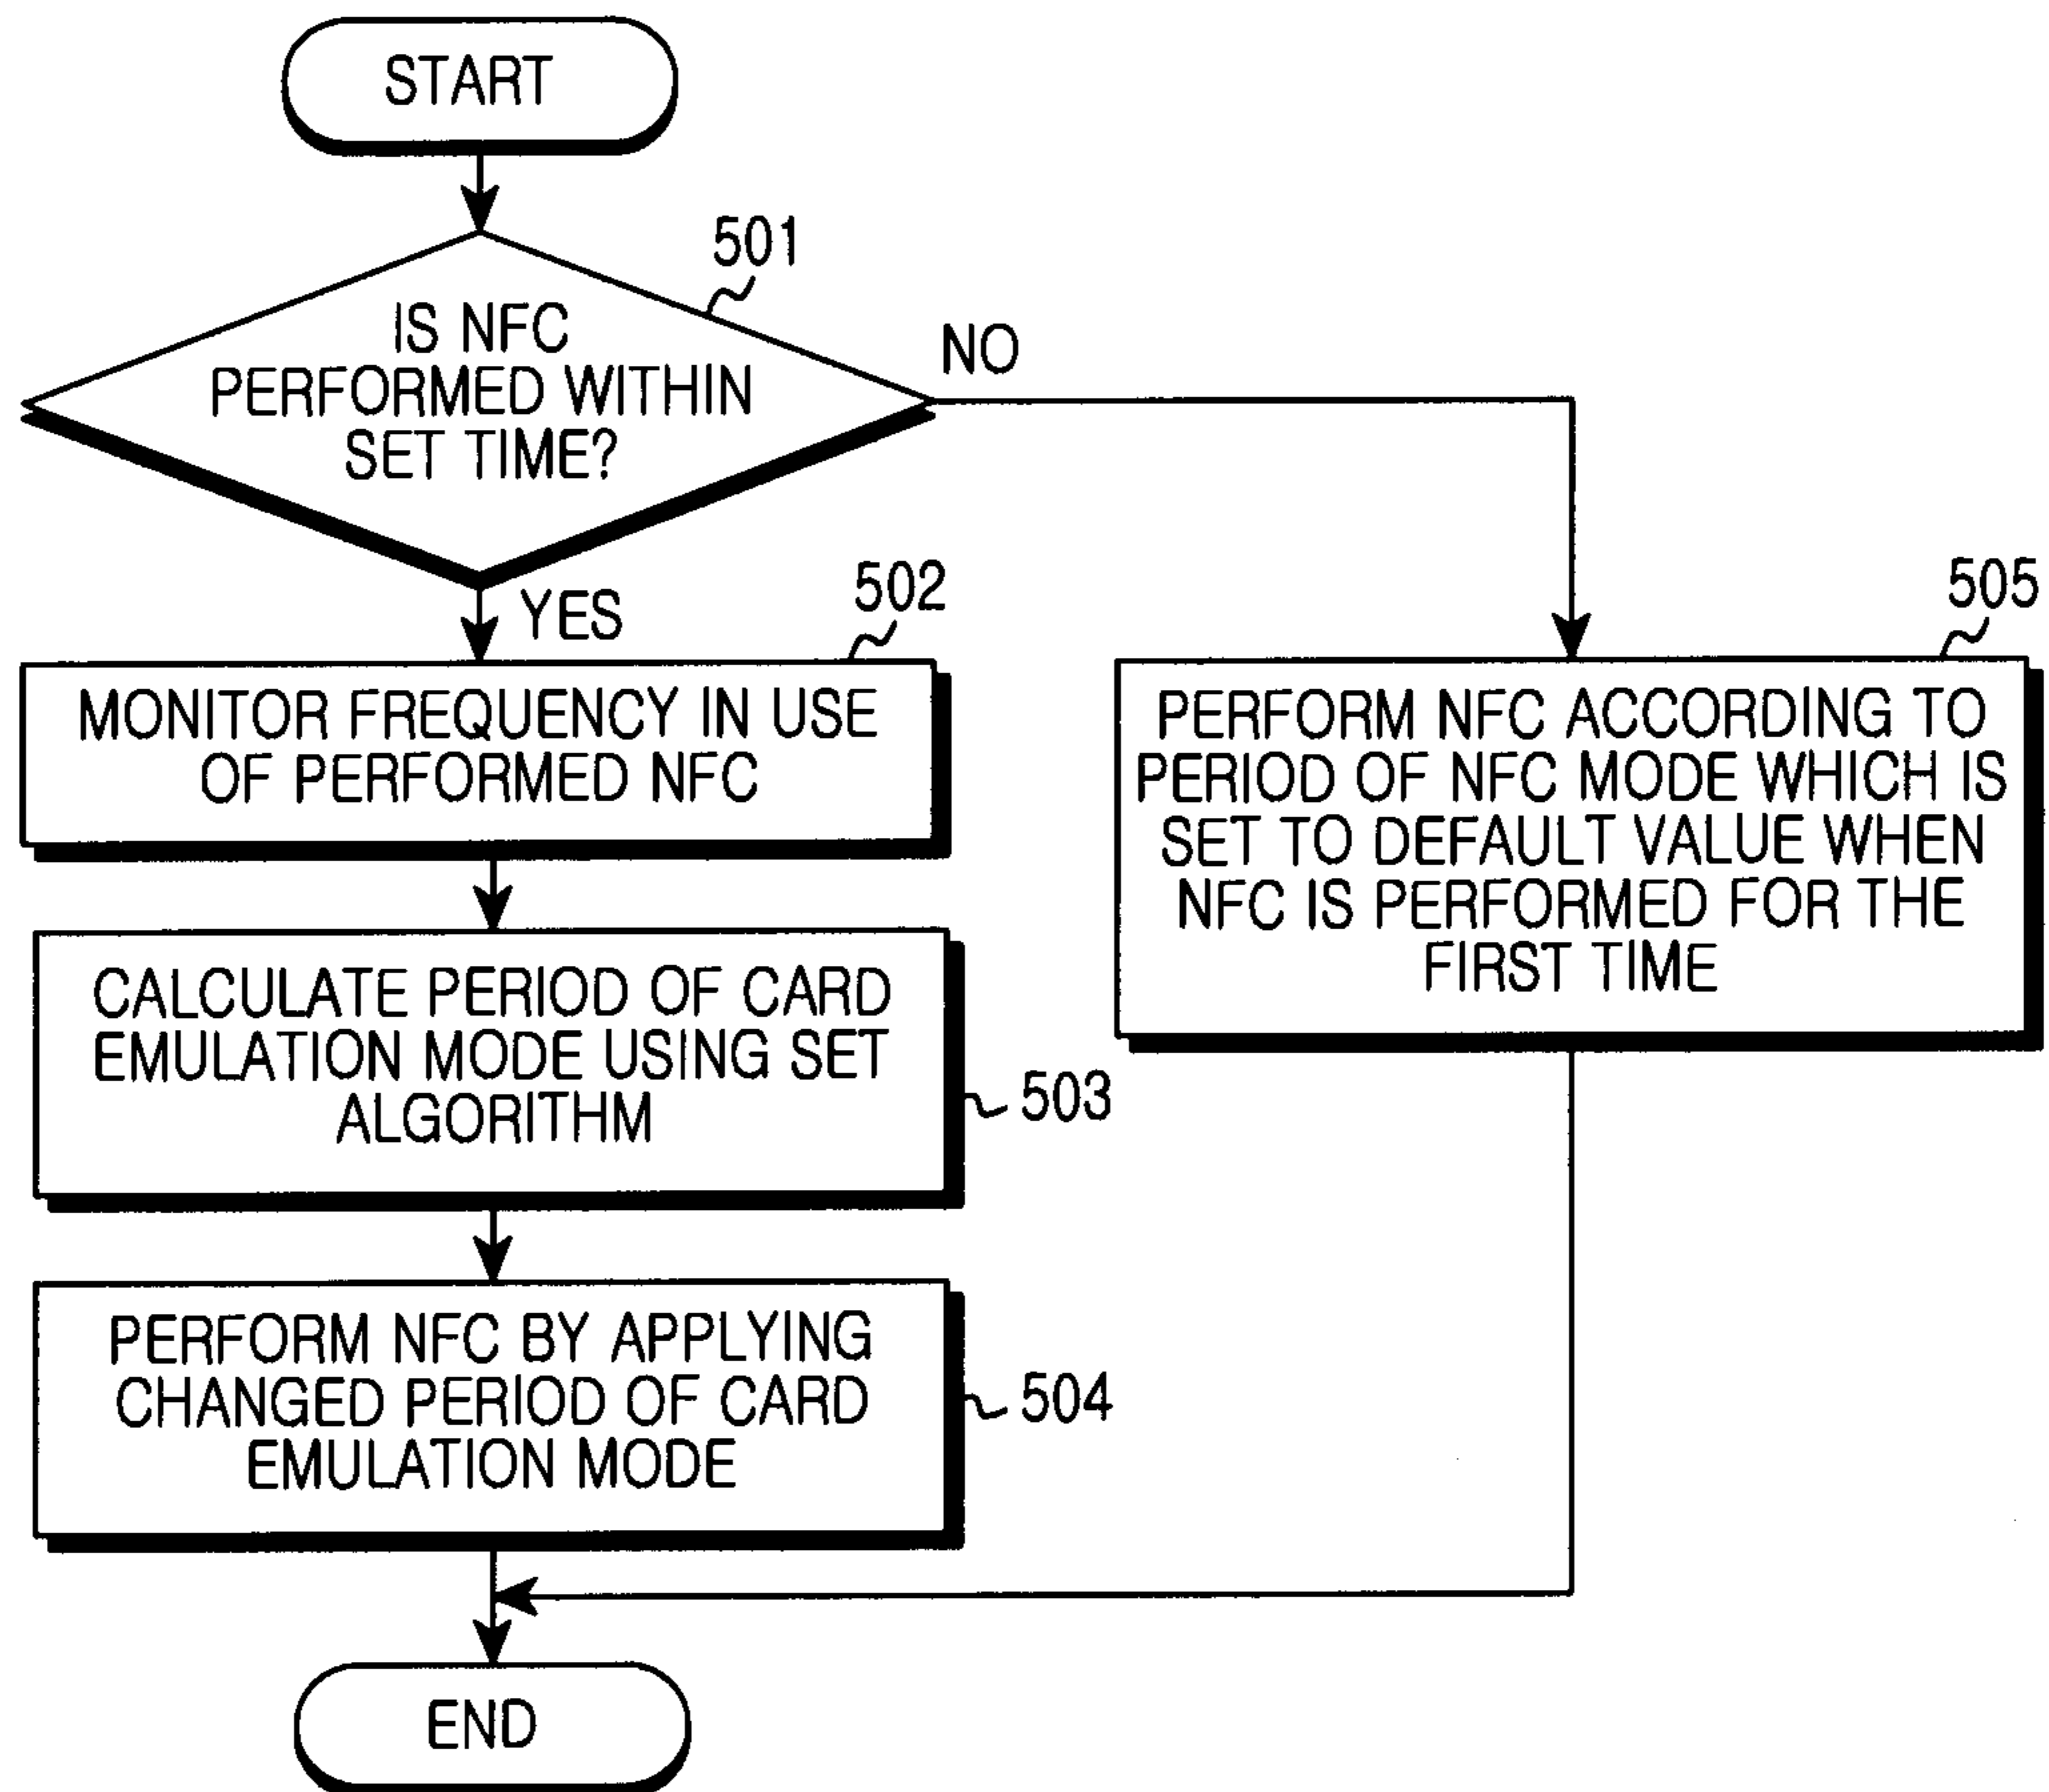 START
501
IS NFC
PERFORMED WITHIN
SET TIME?
NO
YES
502
MONITOR FREQUENCY IN USE
OF PERFORMED NFC
505
PERFORM NFC ACCORDING TO
PERIOD OF NFC MODE WHICH IS
SET TO DEFAULT VALUE WHEN
NFC IS PERFORMED FOR THE
FIRST TIME
CALCULATE PERIOD OF CARD
EMULATION MODE USING SET
ALGORITHM
503
PERFORM NFC BY APPLYING
CHANGED PERIOD OF CARD
EMULATION MODE
504
END